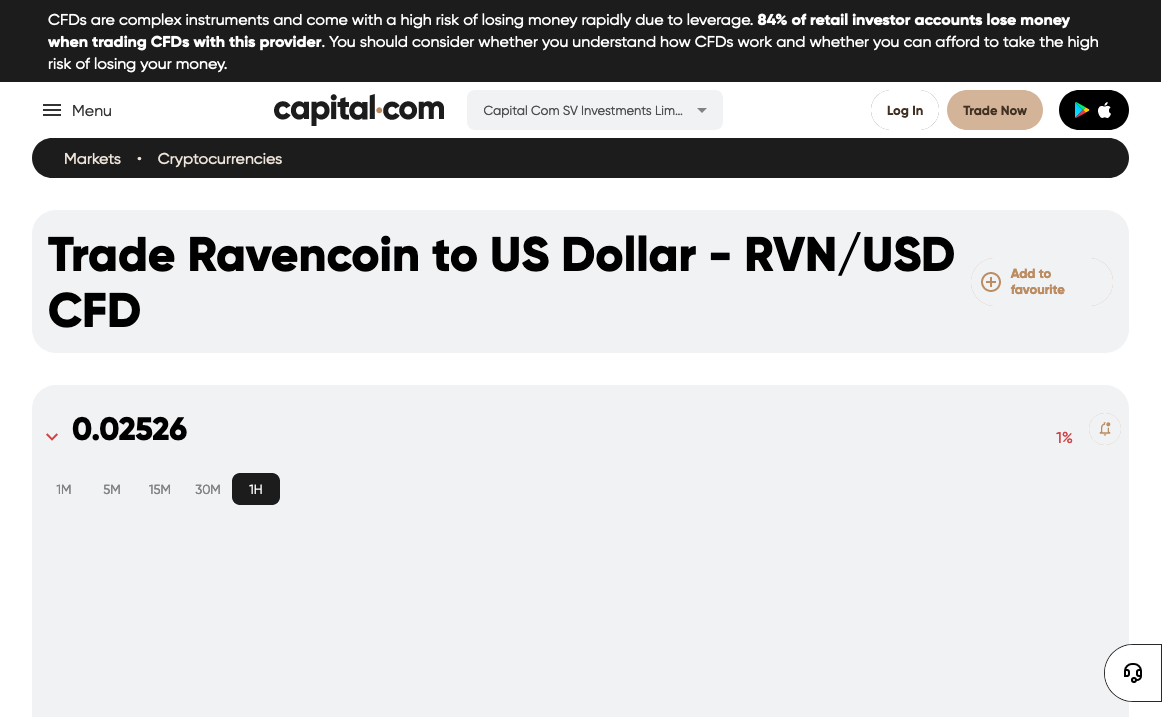 CFDs are complex instruments and come with a high risk of losing money rapidly due to leverage. 84% of retail investor accounts lose money
when trading CFDs with this provider. You should consider whether you understand how CFDs work and whether you can afford to take the high
risk of losing your money.
Menu
capital.com
Capital Com SV Investments Lim...
Log In
Trade Now
Markets • Cryptocurrencies
Trade Ravencoin to US Dollar - RVN/USD
CFD
Add to
favourite
0.02526
1%
1M 5M 15M 30M 1H